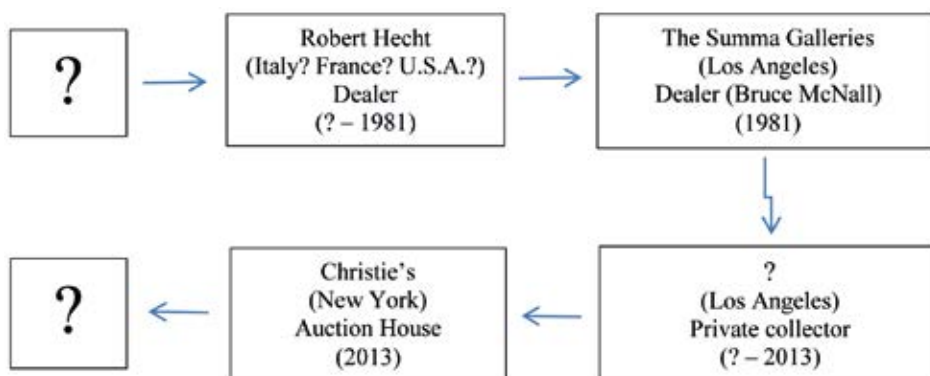 ?
Robert Hecht
(Italy? France? U.S.A.?)
Dealer
(? – 1981)
The Summa Galleries
(Los Angeles)
Dealer (Bruce McNall)
(1981)
?
(Los Angeles)
Private collector
(? – 2013)
Christie’s
(New York)
Auction House
(2013)
?